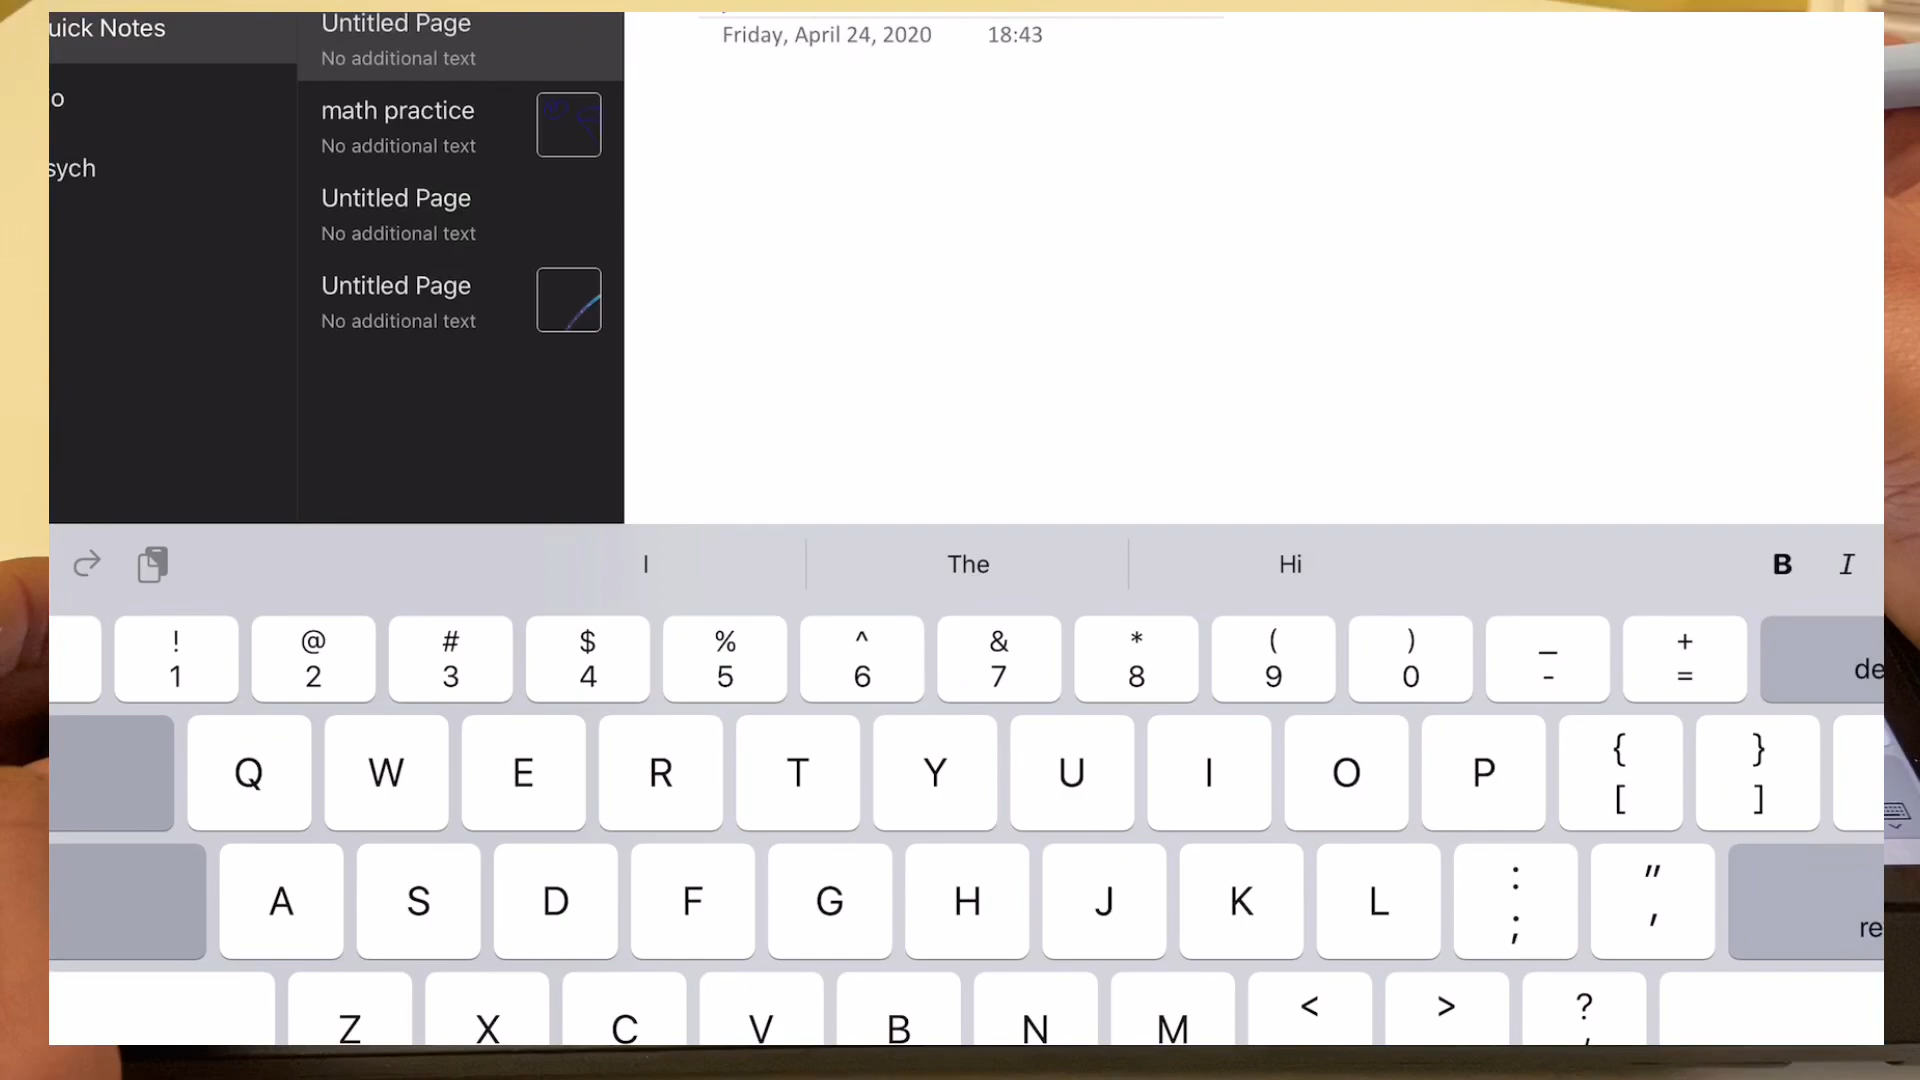 uick Notes
o
sych
Untitled Page
No additional text
math practice
No additional text
Untitled Page
No additional text
Untitled Page
No additional text
Friday, April 24, 2020 18:43
I The Hi B I
! @ # $ % ^ & * ( ) _ +
1 2 3 4 5 6 7 8 9 0 - = de
Q W E R T Y U I O P { }
[ ]
A S D F G H J K L : "
; ' re
Z X C V B N M < > ?